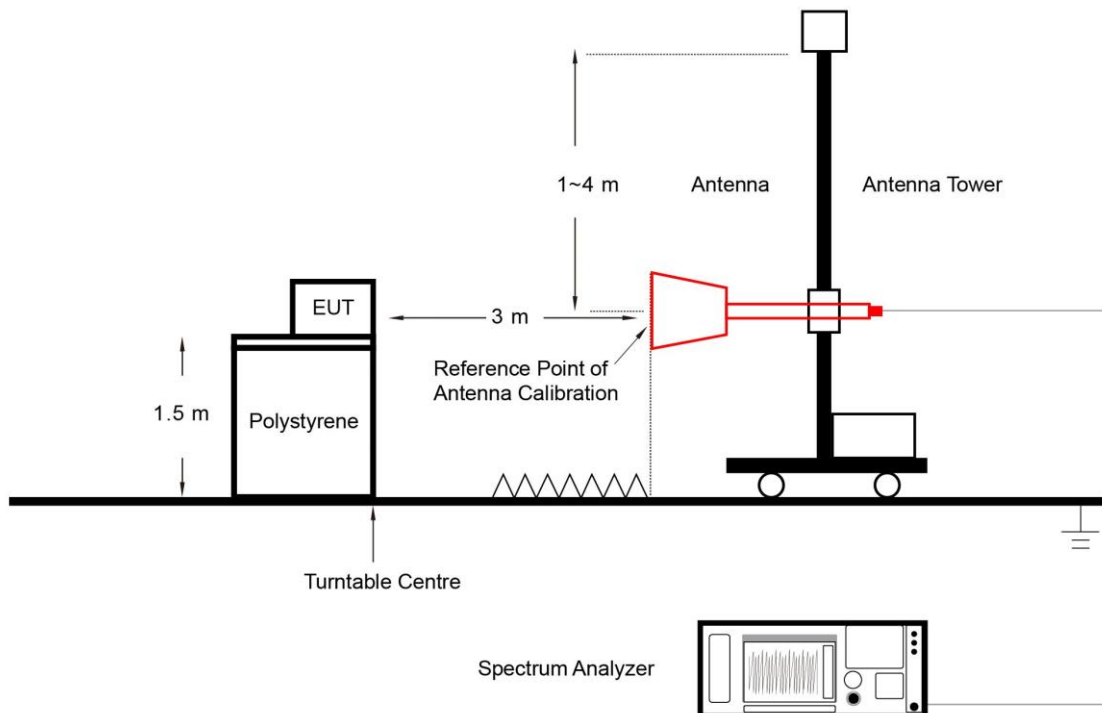 1~4 m
Antenna
Antenna Tower
EUT
3 m
Reference Point of
Antenna Calibration
1.5 m
Polystyrene
Turntable Centre
Spectrum Analyzer